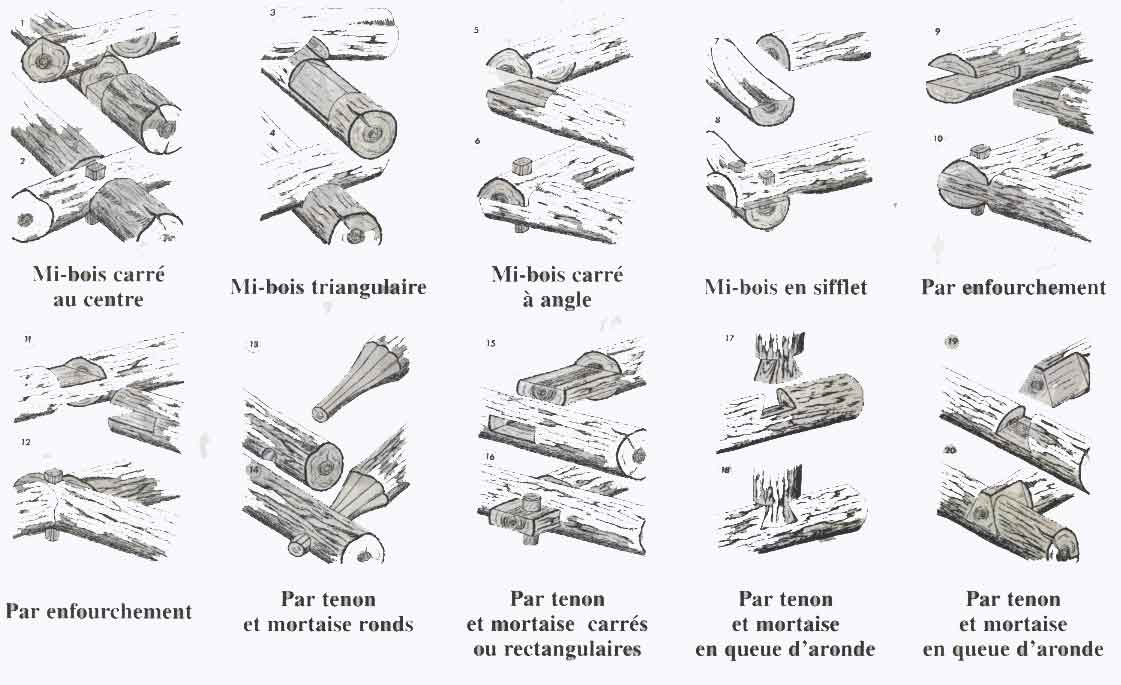 1
3
5
7
9
2
4
6
8
10
Mi-bois carré
au centre
Mi-bois triangulaire
Mi-bois carré
à angle
Mi-bois en sifflet
Par enfourchement
11
13
15
17
19
12
14
16
18
20
Par enfourchement
Par tenon
et mortaise ronds
Par tenon
et mortaise carrés
ou rectangulaires
Par tenon
et mortaise
en queue d'aronde
Par tenon
et mortaise
en queue d'aronde